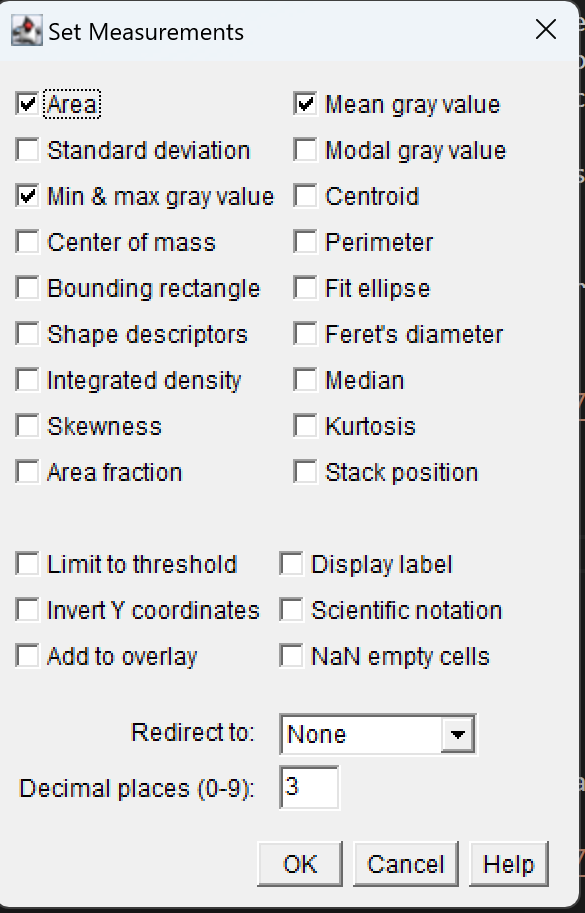 Set Measurements
Area Mean gray value
Standard deviation Modal gray value
Min & max gray value Centroid
Center of mass Perimeter
Bounding rectangle Fit ellipse
Shape descriptors Feret's diameter
Integrated density Median
Skewness Kurtosis
Area fraction Stack position
Limit to threshold Display label
Invert Y coordinates Scientific notation
Add to overlay NaN empty cells
Redirect to: None
Decimal places (0-9): 3
OK Cancel Help